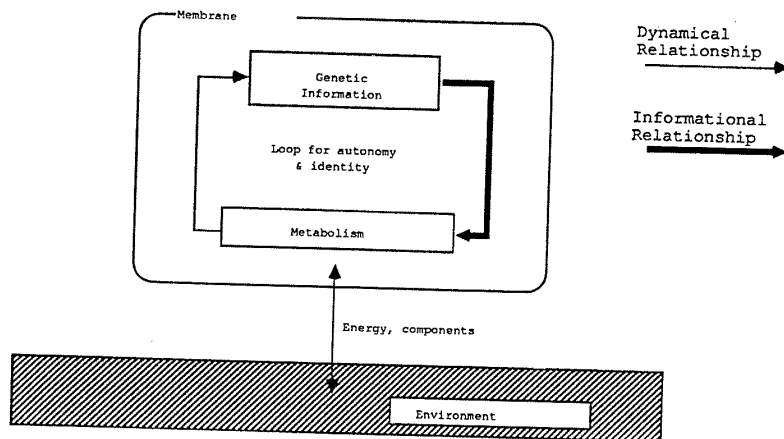 Membrane
Genetic
Information
Loop for autonomy
& identity
Metabolism
Energy, components
Environment
Dynamical
Relationship
Informational
Relationship